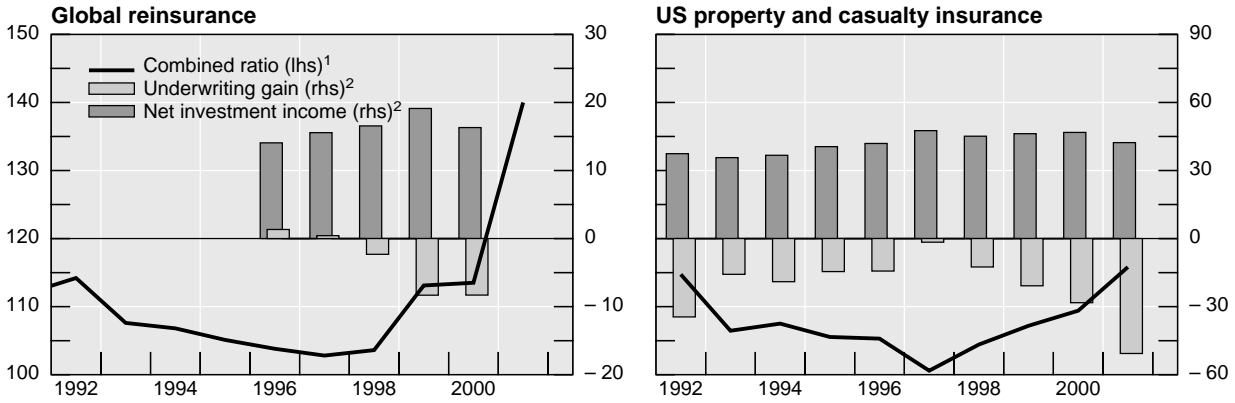 Global reinsurance
150
140
130
120
110
100
30
20
10
0
– 10
– 20
Combined ratio (lhs)¹
Underwriting gain (rhs)²
Net investment income (rhs)²
1992 1994 1996 1998 2000
US property and casualty insurance
90
60
30
0
– 30
– 60
1992 1994 1996 1998 2000